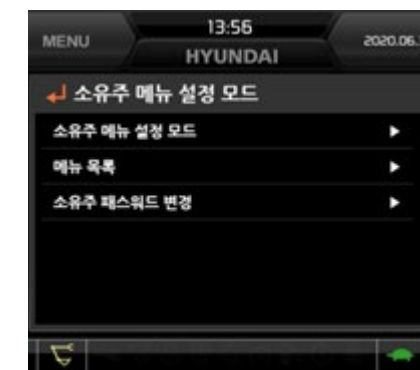 MENU
13:56
2020.06.
HYUNDAI
소유주 메뉴 설정 모드
소유주 메뉴 설정 모드
메뉴 목록
소유주 패스워드 변경